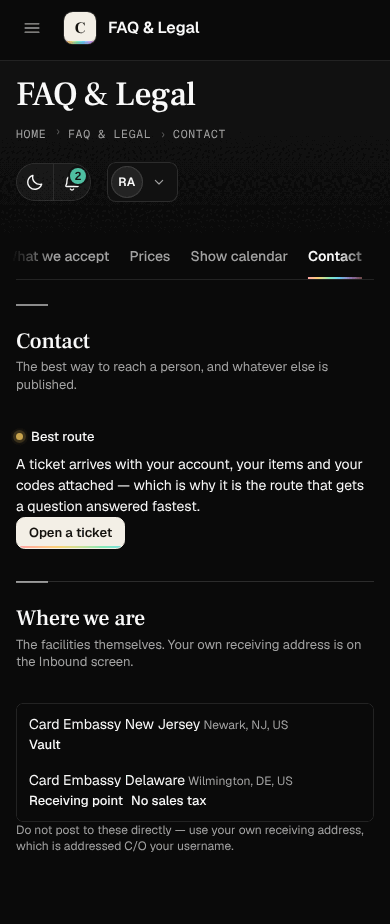 C FAQ & Legal
FAQ & Legal
HOME › FAQ & LEGAL › CONTACT
2
RA
what we accept Prices Show calendar Contact
Contact
The best way to reach a person, and whatever else is
published.
Best route
A ticket arrives with your account, your items and your
codes attached — which is why it is the route that gets
a question answered fastest.
Open a ticket
Where we are
The facilities themselves. Your own receiving address is on
the Inbound screen.
Card Embassy New Jersey Newark, NJ, US
Vault
Card Embassy Delaware Wilmington, DE, US
Receiving point No sales tax
Do not post to these directly — use your own receiving address,
which is addressed C/O your username.